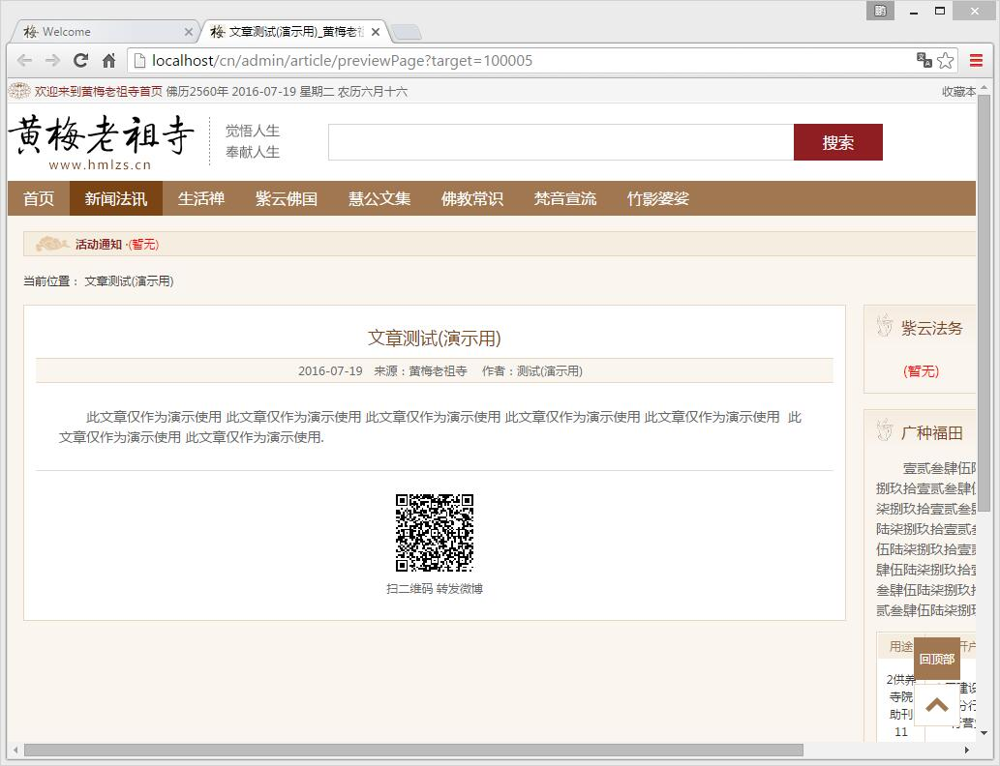 鹏
Welcome
文章测试(演示用)_黄梅老祖
localhost/cn/admin/article/previewPage?target=100005
欢迎来到黄梅老祖寺首页 佛历2560年 2016-07-19 星期二 农历六月十六
收藏本
黄梅老祖寺
www.hmlzs.cn
觉悟人生
奉献人生
搜索
首页 新闻法讯 生活禅 紫云佛国 慧公文集 佛教常识 梵音宣流 竹影婆娑
活动通知 ·(暂无)
当前位置： 文章测试(演示用)
文章测试(演示用)
2016-07-19 来源：黄梅老祖寺 作者：测试(演示用)
此文章仅作为演示使用 此文章仅作为演示使用 此文章仅作为演示使用 此文章仅作为演示使用 此文章仅作为演示使用 此
文章仅作为演示使用 此文章仅作为演示使用.
扫二维码 转发微博
紫云法务
(暂无)
广种福田
壹贰叁肆伍陆
捌玖拾壹贰叁肆伍
柒捌玖拾壹贰叁肆
陆柒捌玖拾壹贰叁
伍陆柒捌玖拾壹贰
肆伍陆柒捌玖拾壹
叁肆伍陆柒捌玖拾
贰叁肆伍陆柒捌玖
用途
开户
回顶部
2供养
寺院
助刊
11
建设
分行
行营业